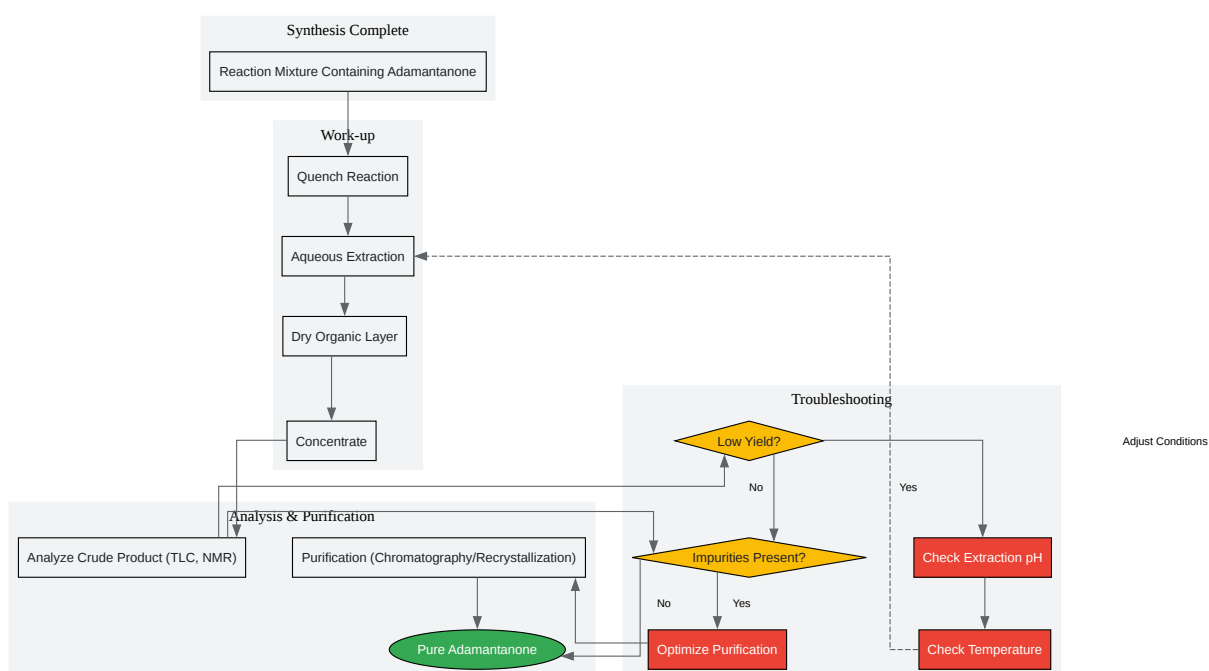 Synthesis Complete
Reaction Mixture Containing Adamantanone
Work-up
Quench Reaction
Aqueous Extraction
Dry Organic Layer
Concentrate
Troubleshooting
Low Yield?
Adjust Conditions
No
Yes
Analysis & Purification
Analyze Crude Product (TLC, NMR)
Purification (Chromatography/Recrystallization)
Impurities Present?
Check Extraction pH
No
Yes
Pure Adamantanone
Optimize Purification
Check Temperature